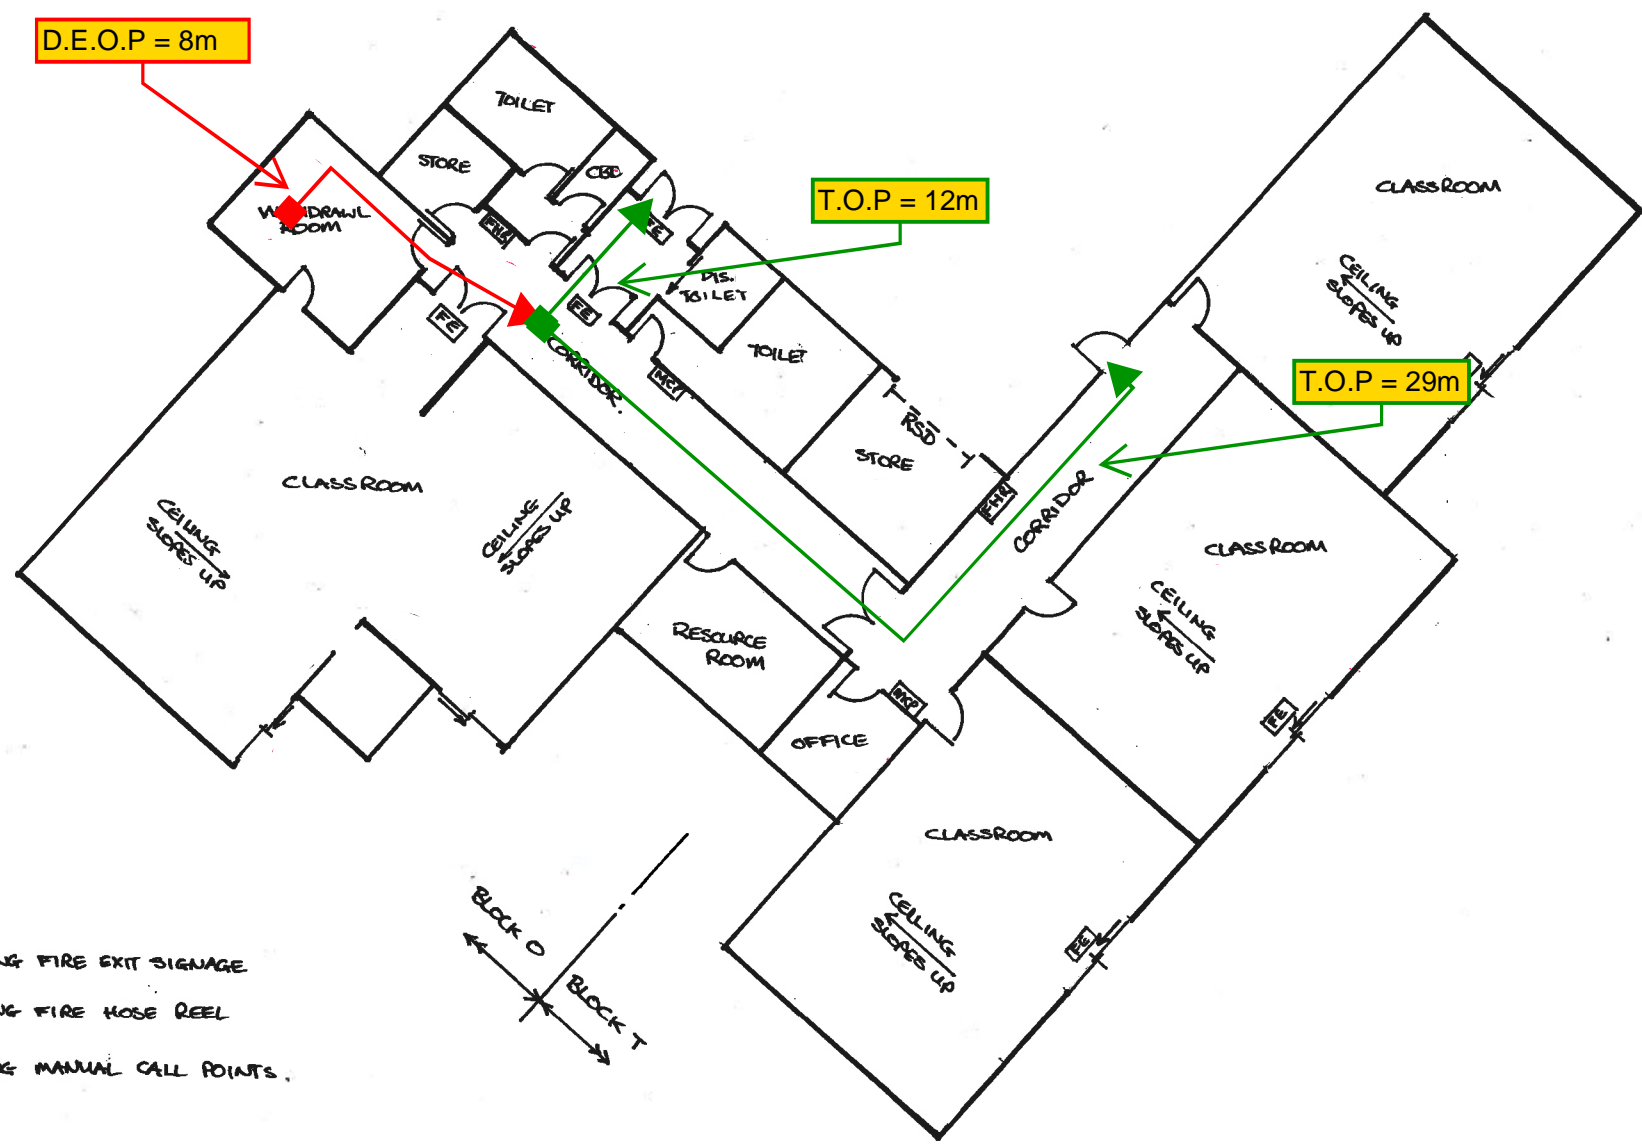 D.E.O.P = 8m
TOILET
STORE
CBD
WITHDRAWL
ROOM
FHR
FE
T.O.P = 12m
CLASSROOM
DIS.
TOILET
FE
FE
CEILING
SLOPES UP
CORRIDOR.
MCP
TOILET
T.O.P = 29m
RSD
STORE
FHR
CORRIDOR
CLASSROOM
CEILING
SLOPES UP
CEILING
SLOPES UP
CLASSROOM
CEILING
SLOPES UP
RESOURCE
ROOM
MCP
OFFICE
FE
CLASSROOM
CEILING
SLOPES UP
FE
BLOCK O
BLOCK T
NG FIRE EXIT SIGNAGE
NG FIRE HOSE REEL
NG MANUAL CALL POINTS.